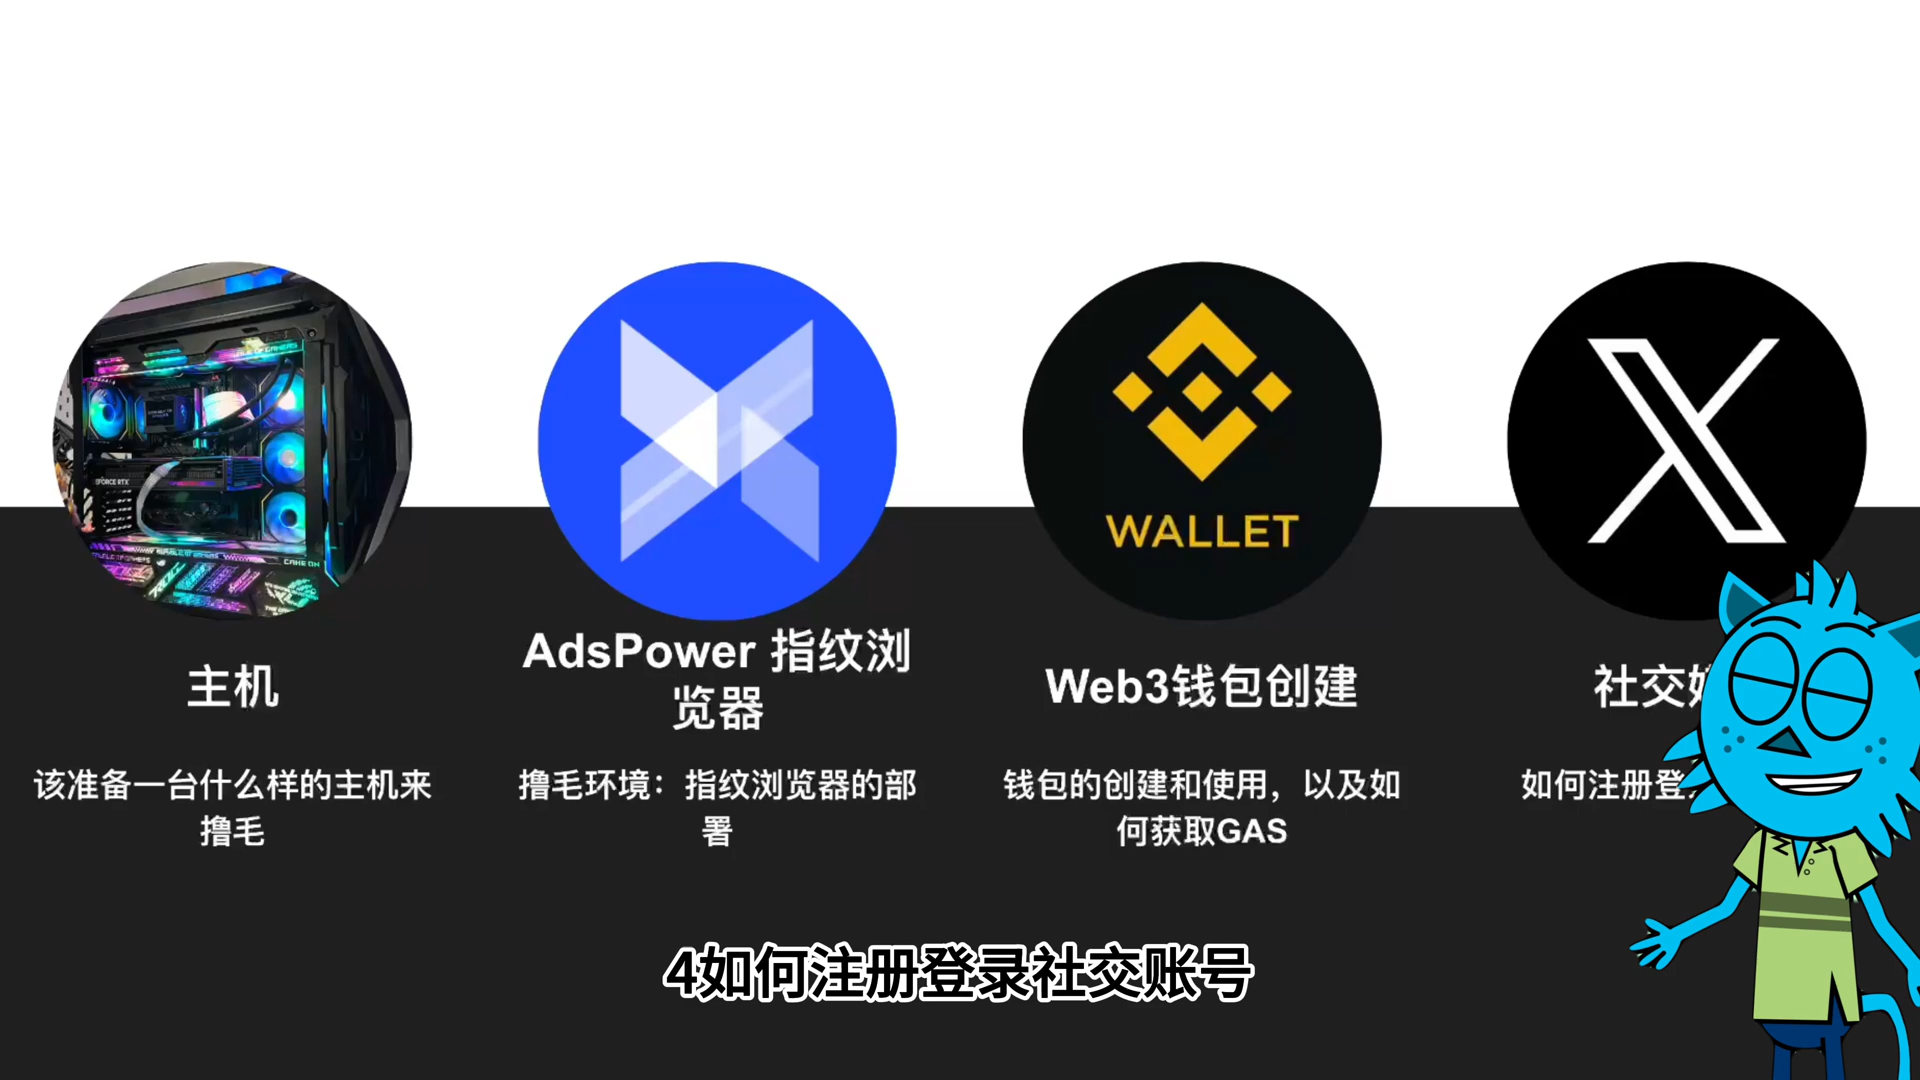 WALLET
主机
AdsPower 指纹浏
览器
Web3钱包创建
社交
该准备一台什么样的主机来
撸毛
撸毛环境：指纹浏览器的部
署
钱包的创建和使用，以及如
何获取GAS
如何注册登
4如何注册登录社交账号